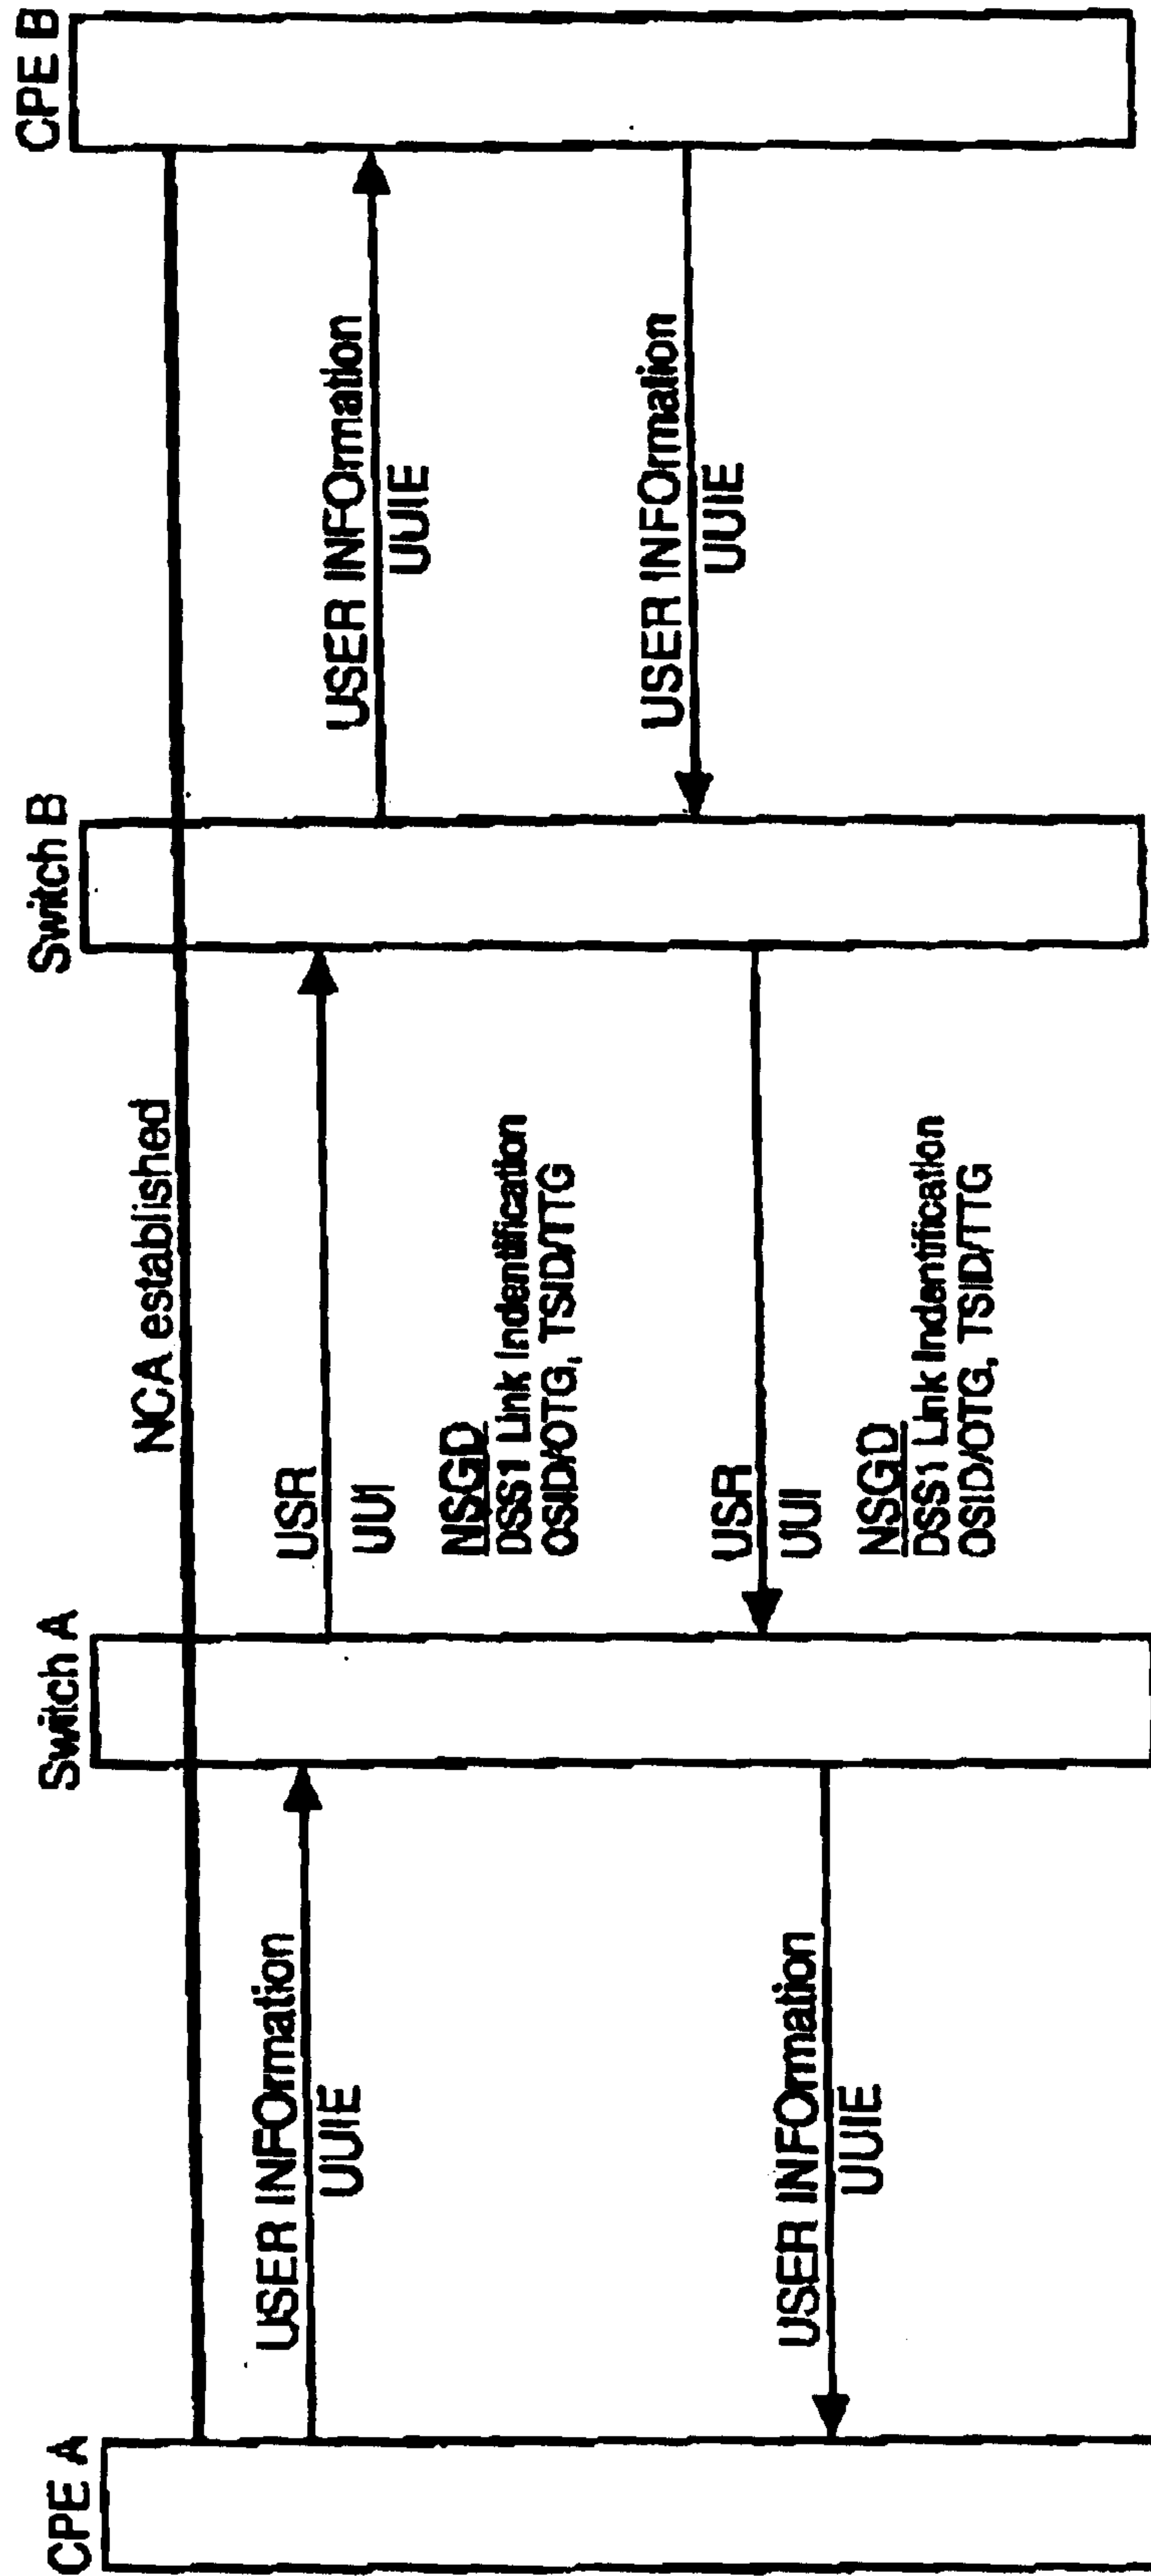 CPE A
Switch A
Switch B
CPE B
NCA established
USER INFOrmation
UUIE
USR
UUI
NSGD
DSS1 Link Indentification
OSID/OTG, TSID/TTG
USER INFOrmation
UUIE
USER INFOrmation
UUIE
USR
UUI
NSGD
DSS1 Link Indentification
OSID/OTG, TSID/TTG
USER INFOrmation
UUIE